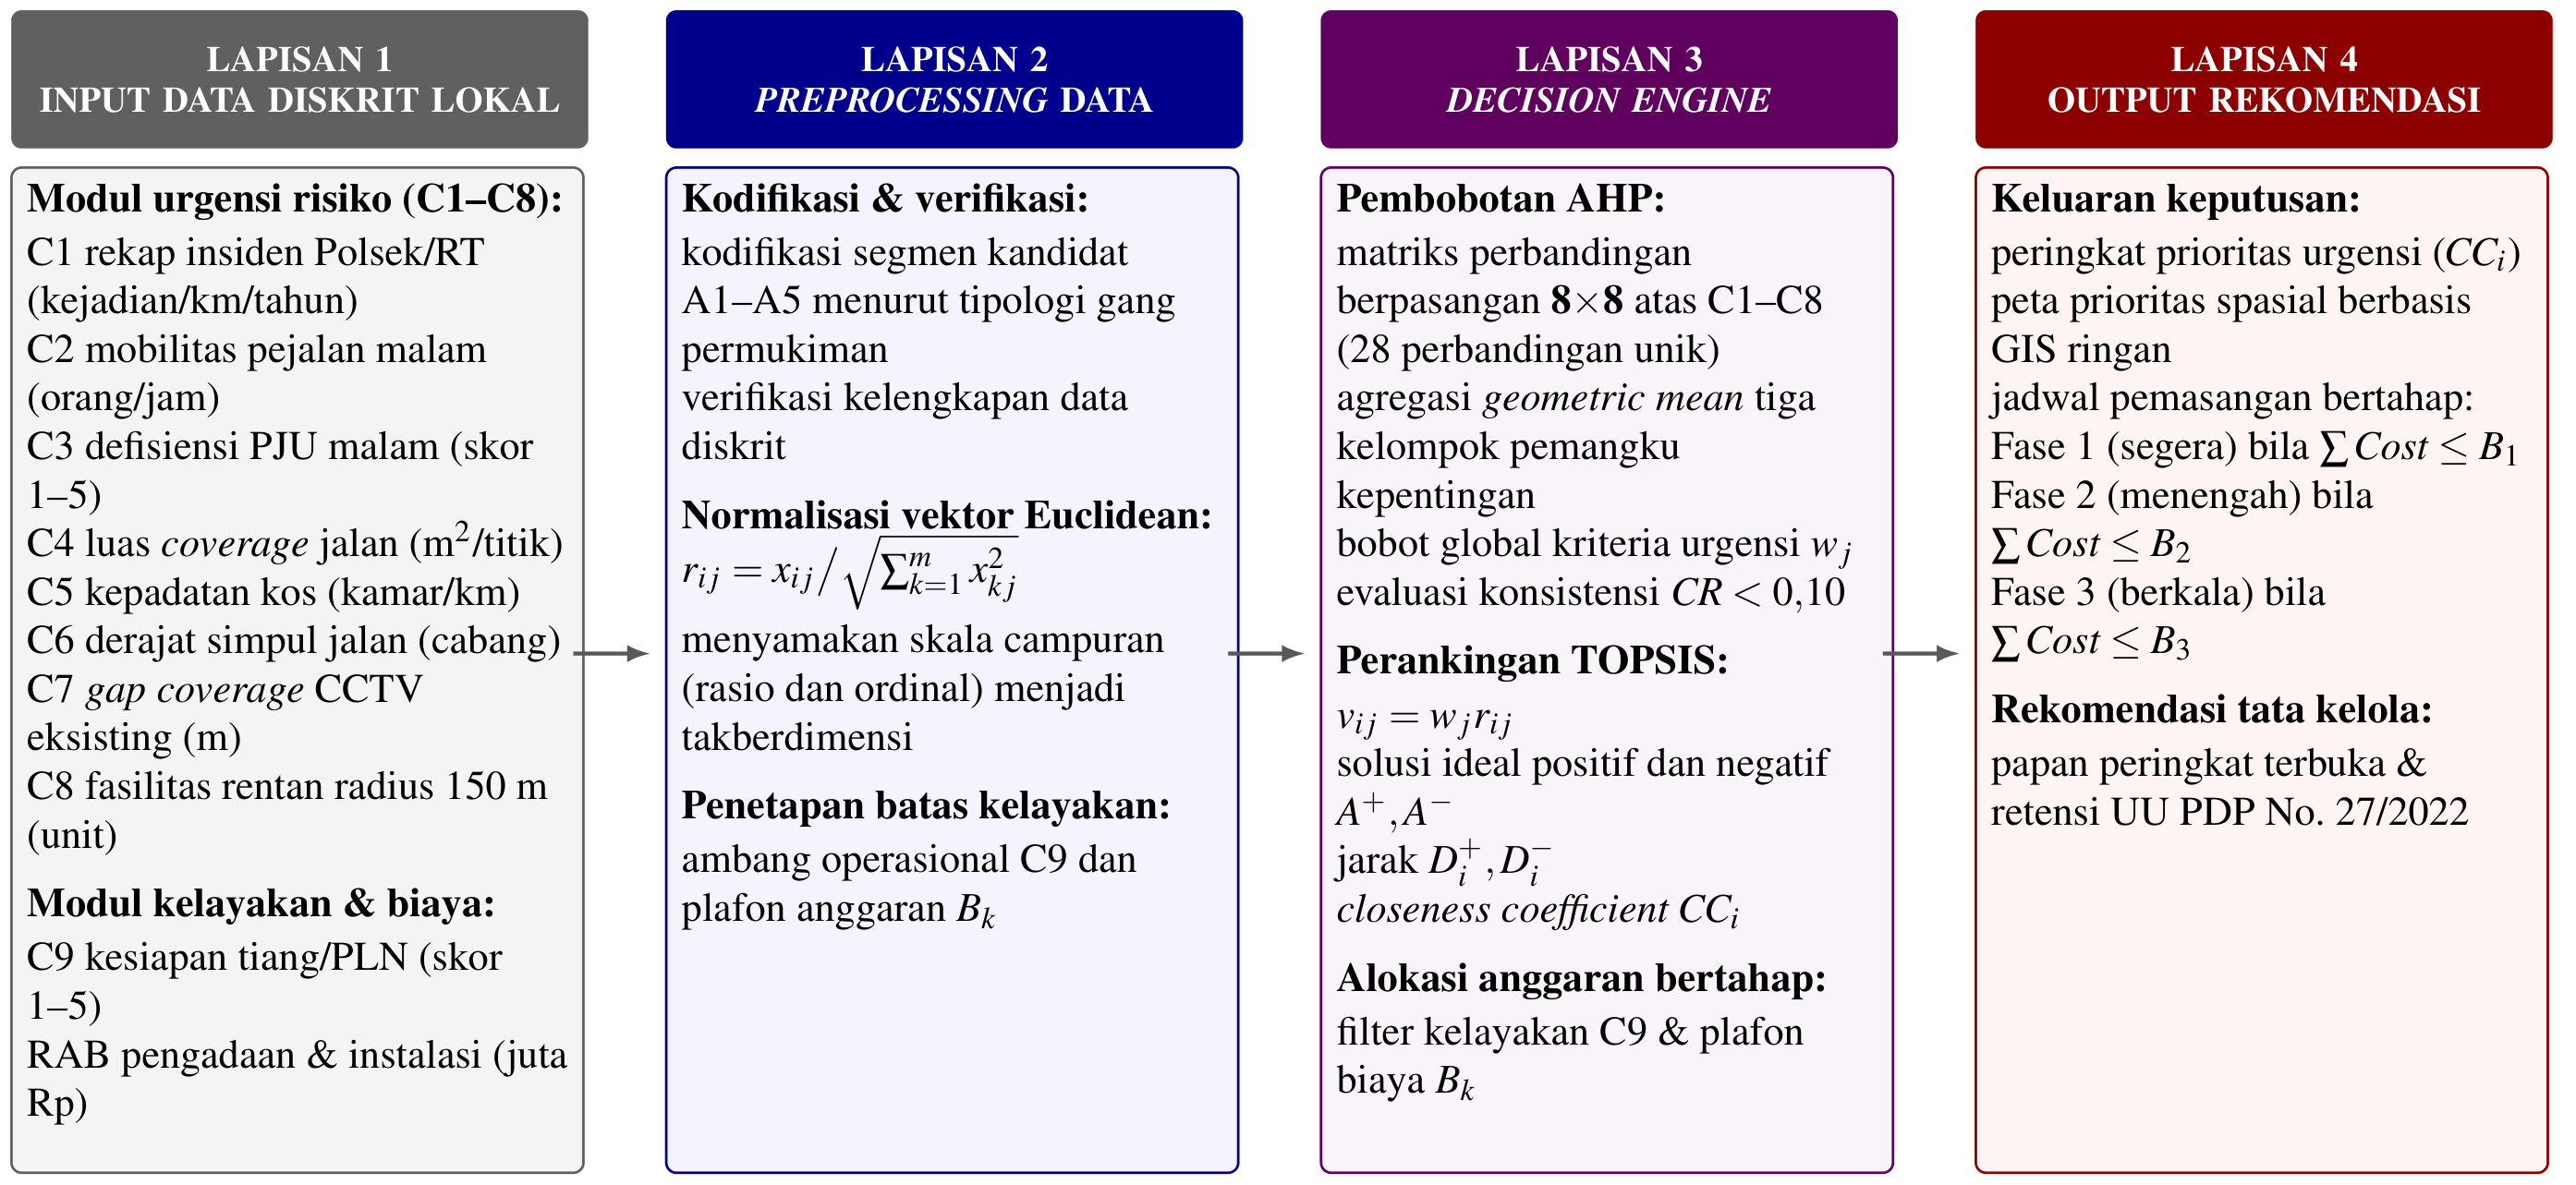 LAPISAN 1
INPUT DATA DISKRIT LOKAL
Modul urgensi risiko (C1–C8):
C1 rekap insiden Polsek/RT
(kejadian/km/tahun)
C2 mobilitas pejalan malam
(orang/jam)
C3 defisiensi PJU malam (skor
1–5)
C4 luas coverage jalan (m²/titik)
C5 kepadatan kos (kamar/km)
C6 derajat simpul jalan (cabang)
C7 gap coverage CCTV
eksisting (m)
C8 fasilitas rentan radius 150 m
(unit)
Modul kelayakan & biaya:
C9 kesiapan tiang/PLN (skor
1–5)
RAB pengadaan & instalasi (juta
Rp)
LAPISAN 2
PREPROCESSING DATA
Kodifikasi & verifikasi:
kodifikasi segmen kandidat
A1–A5 menurut tipologi gang
permukiman
verifikasi kelengkapan data
diskrit
Normalisasi vektor Euclidean:
r_{ij} = x_{ij}/√(∑_{k=1}^{m} x_{kj}^{2})
menyamakan skala campuran
(rasio dan ordinal) menjadi
takberdimensi
Penetapan batas kelayakan:
ambang operasional C9 dan
plafon anggaran B_k
LAPISAN 3
DECISION ENGINE
Pembobotan AHP:
matriks perbandingan
berpasangan 8×8 atas C1–C8
(28 perbandingan unik)
agregasi geometric mean tiga
kelompok pemangku
kepentingan
bobot global kriteria urgensi w_j
evaluasi konsistensi CR < 0,10
Perankingan TOPSIS:
v_{ij} = w_j r_{ij}
solusi ideal positif dan negatif
A⁺, A⁻
jarak D_i⁺, D_i⁻
closeness coefficient CC_i
Alokasi anggaran bertahap:
filter kelayakan C9 & plafon
biaya B_k
LAPISAN 4
OUTPUT REKOMENDASI
Keluaran keputusan:
peringkat prioritas urgensi (CC_i)
peta prioritas spasial berbasis
GIS ringan
jadwal pemasangan bertahap:
Fase 1 (segera) bila ∑ Cost ≤ B₁
Fase 2 (menengah) bila
∑ Cost ≤ B₂
Fase 3 (berkala) bila
∑ Cost ≤ B₃
Rekomendasi tata kelola:
papan peringkat terbuka &
retensi UU PDP No. 27/2022